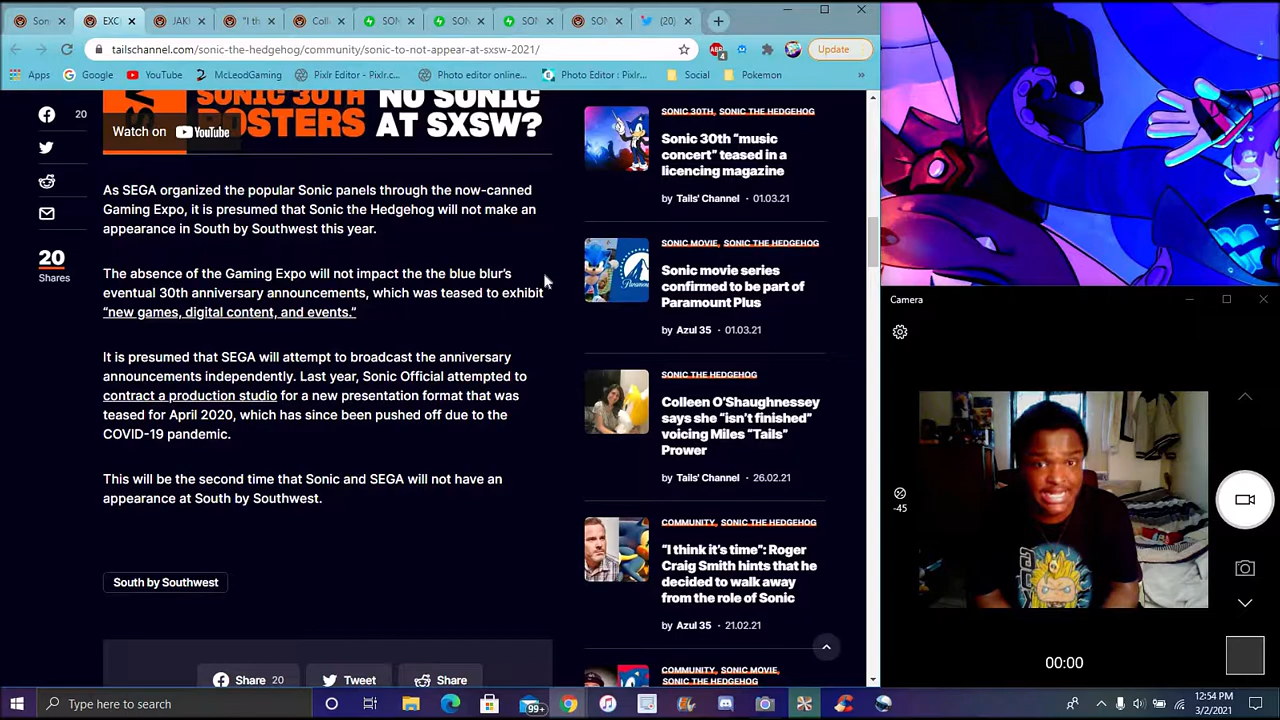 Son
EXC
JAK
"I th
Colle
SON
SON
SON
SON
(20)
tailschannel.com/sonic-the-hedgehog/community/sonic-to-not-appear-at-sxsw-2021/
4
Update
Apps
Google
YouTube
McLeodGaming
Pixlr Editor - Pixlr.c...
Photo editor online...
Photo Editor : Pixlr...
Social
Pokemon
»
SONIC 30TH NO SONIC
POSTERS AT SXSW?
Watch on YouTube
20
20
Shares
As SEGA organized the popular Sonic panels through the now-canned
Gaming Expo, it is presumed that Sonic the Hedgehog will not make an
appearance in South by Southwest this year.
The absence of the Gaming Expo will not impact the the blue blur's
eventual 30th anniversary announcements, which was teased to exhibit
"new games, digital content, and events."
It is presumed that SEGA will attempt to broadcast the anniversary
announcements independently. Last year, Sonic Official attempted to
contract a production studio for a new presentation format that was
teased for April 2020, which has since been pushed off due to the
COVID-19 pandemic.
This will be the second time that Sonic and SEGA will not have an
appearance at South by Southwest.
South by Southwest
Share 20
Tweet
Share
SONIC 30TH, SONIC THE HEDGEHOG
Sonic 30th "music
concert" teased in a
licencing magazine
by Tails' Channel • 01.03.21
SONIC MOVIE, SONIC THE HEDGEHOG
Sonic movie series
confirmed to be part of
Paramount Plus
by Azul 35 • 01.03.21
SONIC THE HEDGEHOG
Colleen O'Shaughnessey
says she "isn't finished"
voicing Miles "Tails"
Prower
by Tails' Channel • 26.02.21
COMMUNITY, SONIC THE HEDGEHOG
"I think it's time": Roger
Craig Smith hints that he
decided to walk away
from the role of Sonic
by Azul 35 • 21.02.21
COMMUNITY, SONIC MOVIE,
SONIC THE HEDGEHOG
Camera
-45
00:00
Type here to search
99+
12:54 PM
3/2/2021